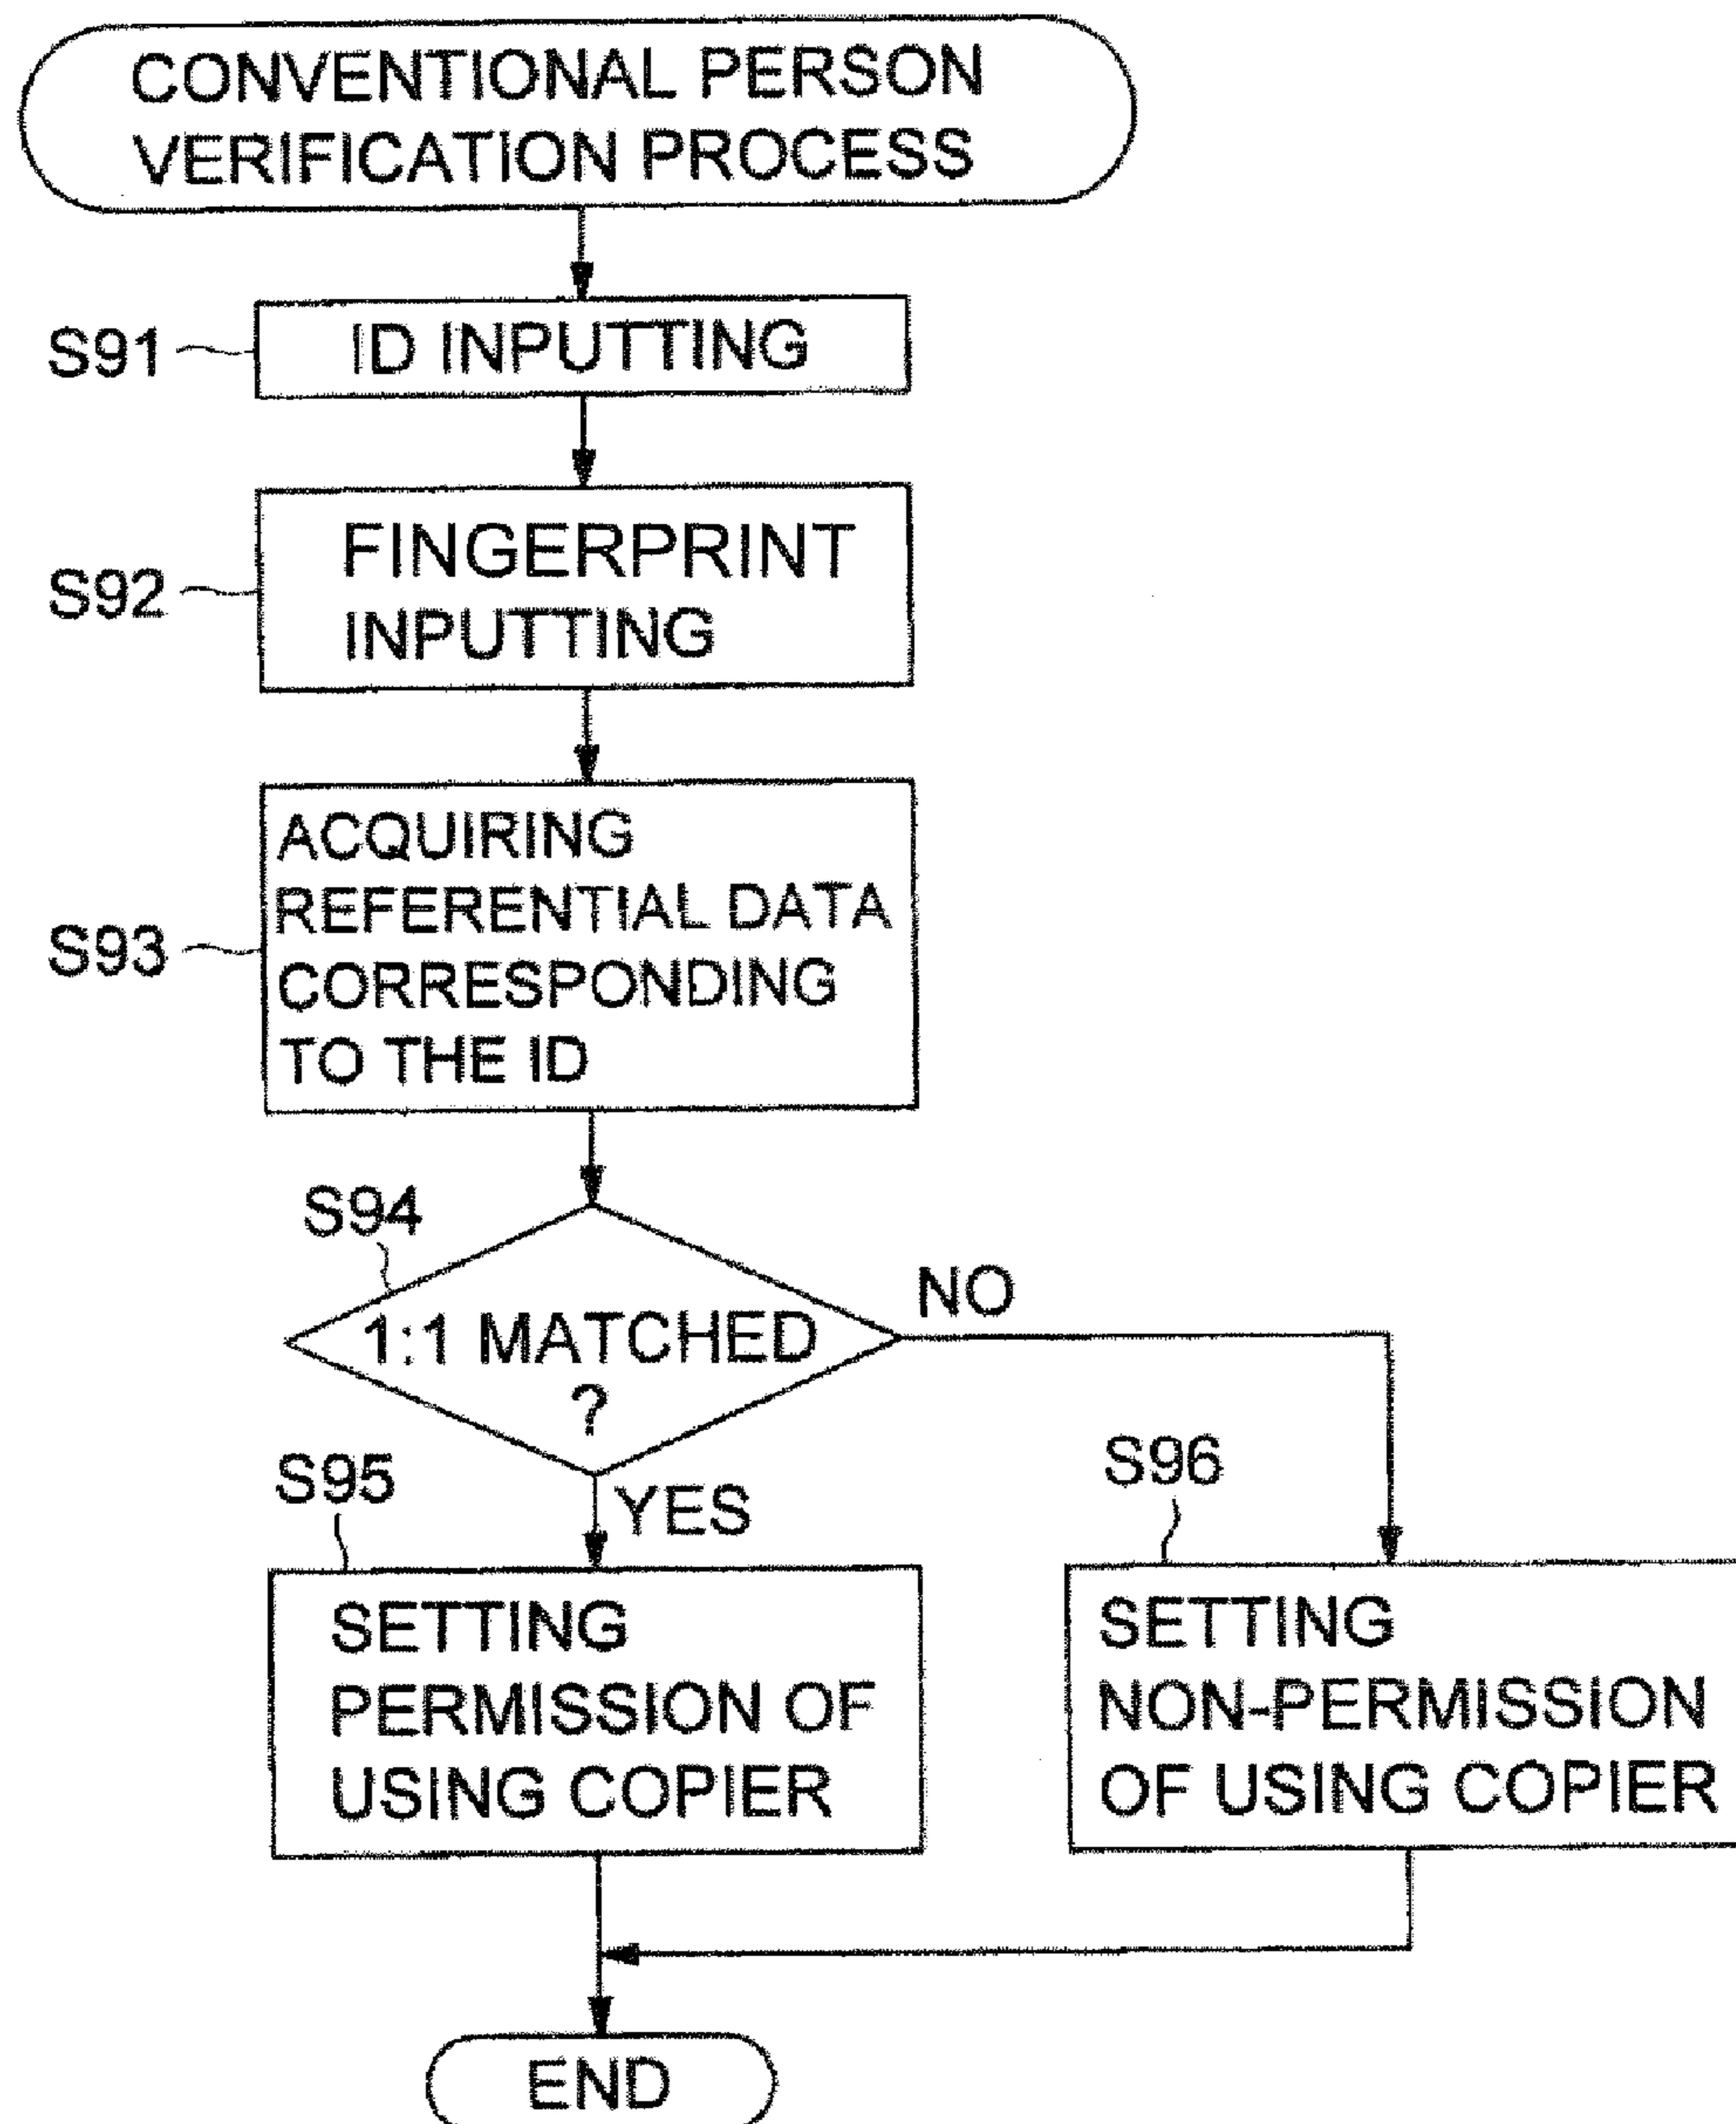 CONVENTIONAL PERSON
VERIFICATION PROCESS
S91
ID INPUTTING
S92
FINGERPRINT
INPUTTING
S93
ACQUIRING
REFERENTIAL DATA
CORRESPONDING
TO THE ID
S94
1:1 MATCHED
?
NO
YES
S95
SETTING
PERMISSION OF
USING COPIER
S96
SETTING
NON-PERMISSION
OF USING COPIER
END